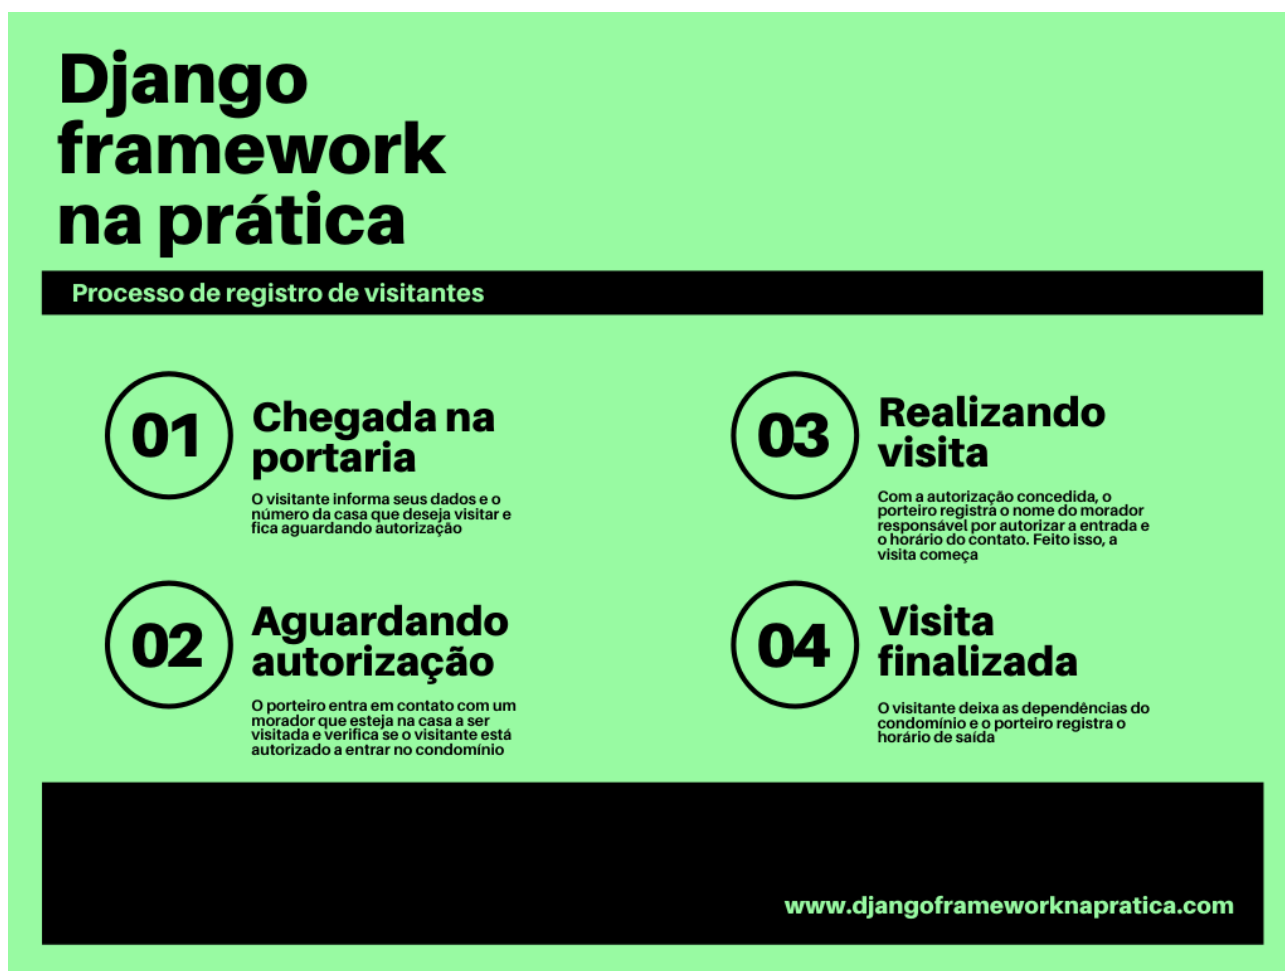 Django
framework
na prática
Processo de registro de visitantes
01
Chegada na
portaria
O visitante informa seus dados e o
número da casa que deseja visitar e
fica aguardando autorização
02
Aguardando
autorização
O porteiro entra em contato com um
morador que esteja na casa a ser
visitada e verifica se o visitante está
autorizado a entrar no condomínio
03
Realizando
visita
Com a autorização concedida, o
porteiro registra o nome do morador
responsável por autorizar a entrada e
o horário do contato. Feito isso, a
visita começa
04
Visita
finalizada
O visitante deixa as dependências do
condomínio e o porteiro registra o
horário de saída
www.djangoframeworknapratica.com